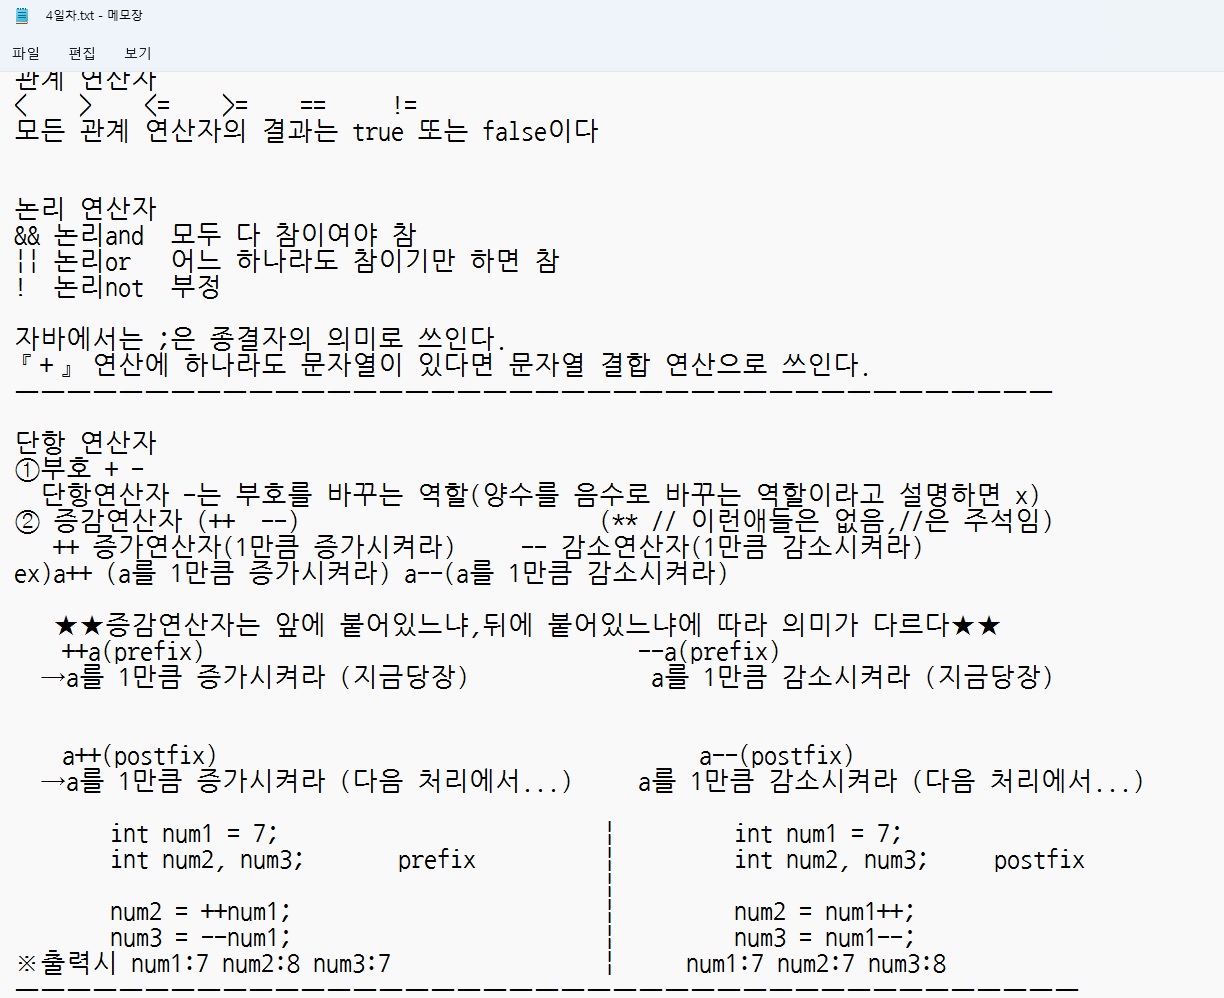 4일차.txt - 메모장
파일 편집 보기
관계 연산자
< > <= >= == !=
모든 관계 연산자의 결과는 true 또는 false이다
논리 연산자
&& 논리and 모두 다 참이여야 참
|| 논리or 어느 하나라도 참이기만 하면 참
! 논리not 부정
자바에서는 ;은 종결자의 의미로 쓰인다.
『+』 연산에 하나라도 문자열이 있다면 문자열 결합 연산으로 쓰인다.
ㅡㅡㅡㅡㅡㅡㅡㅡㅡㅡㅡㅡㅡㅡㅡㅡㅡㅡㅡㅡㅡㅡㅡㅡㅡㅡㅡㅡㅡㅡㅡㅡㅡㅡㅡㅡㅡㅡㅡㅡ
단항 연산자
①부호 + -
단항연산자 -는 부호를 바꾸는 역할(양수를 음수로 바꾸는 역할이라고 설명하면 x)
② 증감연산자 (++ --) (** // 이런애들은 없음,//은 주석임)
++ 증가연산자(1만큼 증가시켜라) -- 감소연산자(1만큼 감소시켜라)
ex)a++ (a를 1만큼 증가시켜라) a--(a를 1만큼 감소시켜라)
★★증감연산자는 앞에 붙어있느냐,뒤에 붙어있느냐에 따라 의미가 다르다★★
++a(prefix) --a(prefix)
→a를 1만큼 증가시켜라 (지금당장) a를 1만큼 감소시켜라 (지금당장)
a++(postfix) a--(postfix)
→a를 1만큼 증가시켜라 (다음 처리에서...) a를 1만큼 감소시켜라 (다음 처리에서...)
int num1 = 7; | int num1 = 7;
int num2, num3; prefix | int num2, num3; postfix
|
num2 = ++num1; | num2 = num1++;
num3 = --num1; | num3 = num1--;
※출력시 num1:7 num2:8 num3:7 | num1:7 num2:7 num3:8
ㅡㅡㅡㅡㅡㅡㅡㅡㅡㅡㅡㅡㅡㅡㅡㅡㅡㅡㅡㅡㅡㅡㅡㅡㅡㅡㅡㅡㅡㅡㅡㅡㅡㅡㅡㅡㅡㅡㅡㅡㅡ